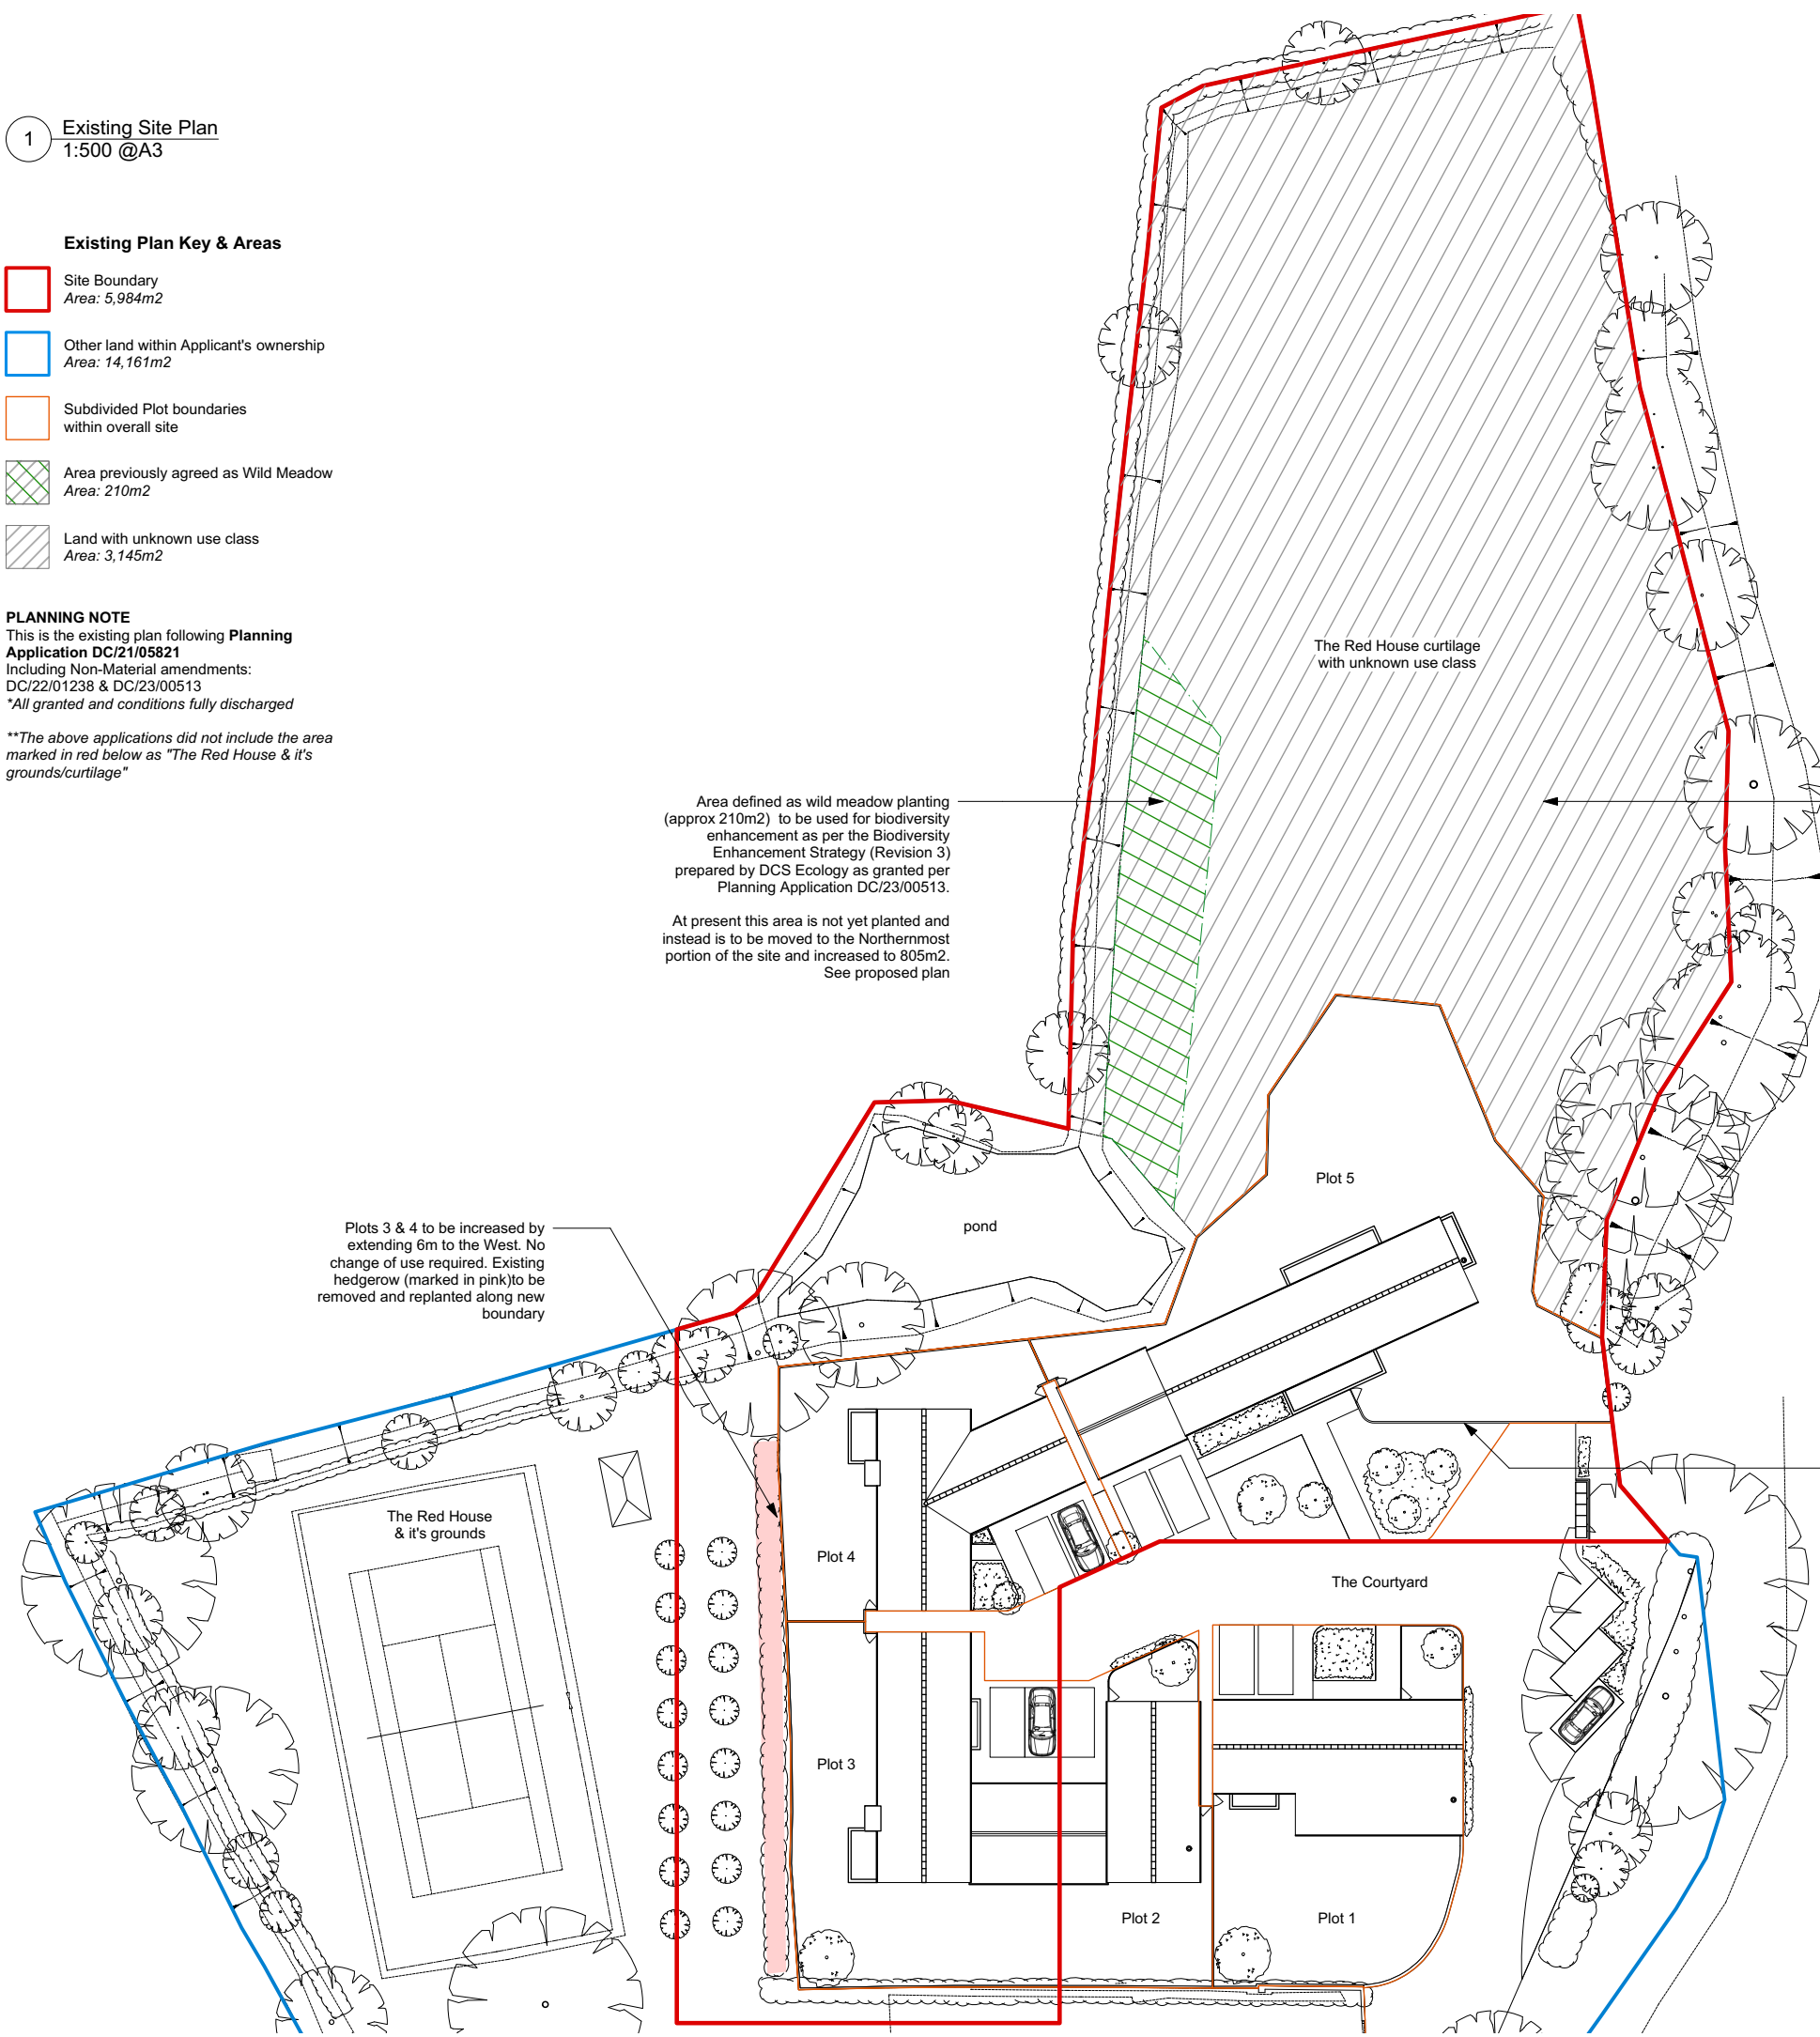 1
Existing Site Plan
1:500 @A3
Existing Plan Key & Areas
Site Boundary
Area: 5,984m2
Other land within Applicant's ownership
Area: 14,161m2
Subdivided Plot boundaries
within overall site
Area previously agreed as Wild Meadow
Area: 210m2
Land with unknown use class
Area: 3,145m2
PLANNING NOTE
This is the existing plan following Planning
Application DC/21/05821
Including Non-Material amendments:
DC/22/01238 & DC/23/00513
*All granted and conditions fully discharged
**The above applications did not include the area
marked in red below as "The Red House & it's
grounds/curtilage"
The Red House curtilage
with unknown use class
Area defined as wild meadow planting
(approx 210m2) to be used for biodiversity
enhancement as per the Biodiversity
Enhancement Strategy (Revision 3)
prepared by DCS Ecology as granted per
Planning Application DC/23/00513.
At present this area is not yet planted and
instead is to be moved to the Northernmost
portion of the site and increased to 805m2.
See proposed plan
Plot 5
pond
Plots 3 & 4 to be increased by
extending 6m to the West. No
change of use required. Existing
hedgerow (marked in pink)to be
removed and replanted along new
boundary
The Red House
& it's grounds
Plot 4
The Courtyard
Plot 3
Plot 2
Plot 1